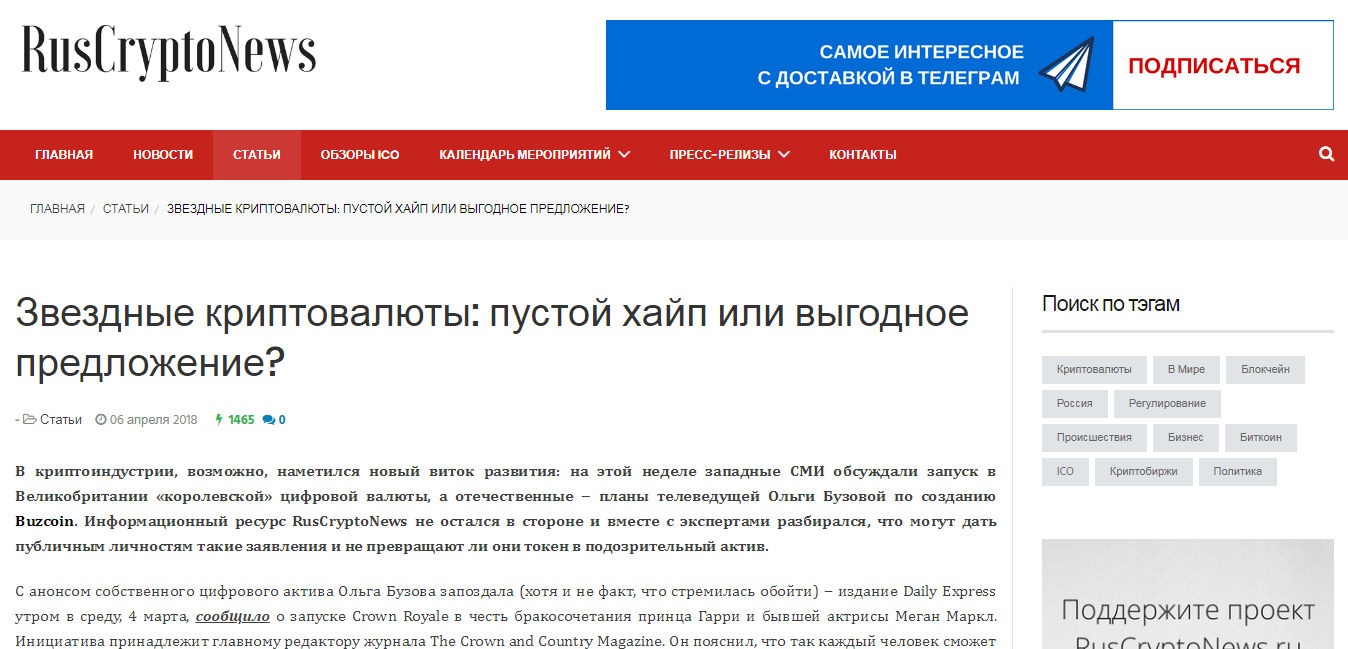 RusCryptoNews
САМОЕ ИНТЕРЕСНОЕ
С ДОСТАВКОЙ В ТЕЛЕГРАМ
ПОДПИСАТЬСЯ
ГЛАВНАЯ НОВОСТИ СТАТЬИ ОБЗОРЫ ICO КАЛЕНДАРЬ МЕРОПРИЯТИЙ ПРЕСС-РЕЛИЗЫ КОНТАКТЫ
ГЛАВНАЯ / СТАТЬИ / ЗВЕЗДНЫЕ КРИПТОВАЛЮТЫ: ПУСТОЙ ХАЙП ИЛИ ВЫГОДНОЕ ПРЕДЛОЖЕНИЕ?
Звездные криптовалюты: пустой хайп или выгодное
предложение?
- Статьи 06 апреля 2018 1465 0
В криптоиндустрии, возможно, наметился новый виток развития: на этой неделе западные СМИ обсуждали запуск в
Великобритании «королевской» цифровой валюты, а отечественные – планы телеведущей Ольги Бузовой по созданию
Buzcoin. Информационный ресурс RusCryptoNews не остался в стороне и вместе с экспертами разбирался, что могут дать
публичным личностям такие заявления и не превращают ли они токен в подозрительный актив.
С анонсом собственного цифрового актива Ольга Бузова запоздала (хотя и не факт, что стремилась обойти) – издание Daily Express
утром в среду, 4 марта, сообщило о запуске Crown Royale в честь бракосочетания принца Гарри и бывшей актрисы Меган Маркл.
Инициатива принадлежит главному редактору журнала The Crown and Country Magazine. Он пояснил, что так каждый человек сможет
Поиск по тэгам
Криптовалюты В Мире Блокчейн
Россия Регулирование
Происшествия Бизнес Биткоин
ICO Криптобиржи Политика
Поддержите проект
RusCryptoNews.ru